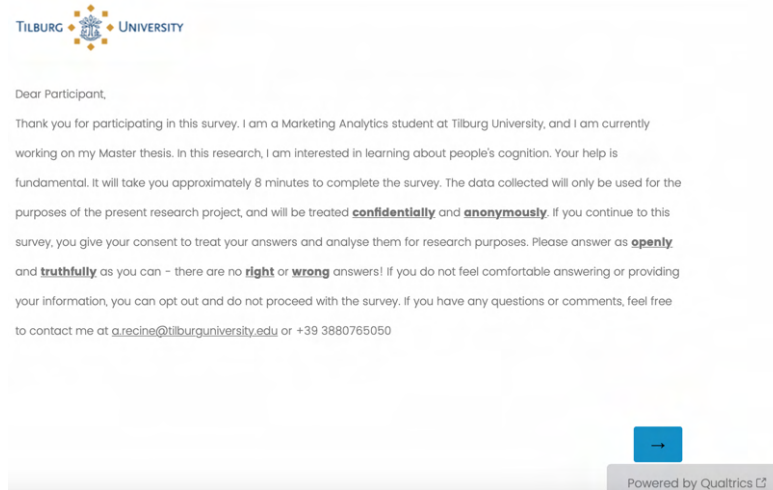 TILBURG UNIVERSITY
Dear Participant,
Thank you for participating in this survey. I am a Marketing Analytics student at Tilburg University, and I am currently
working on my Master thesis. In this research, I am interested in learning about people's cognition. Your help is
fundamental. It will take you approximately 8 minutes to complete the survey. The data collected will only be used for the
purposes of the present research project, and will be treated confidentially and anonymously. If you continue to this
survey, you give your consent to treat your answers and analyse them for research purposes. Please answer as openly
and truthfully as you can - there are no right or wrong answers! If you do not feel comfortable answering or providing
your information, you can opt out and do not proceed with the survey. If you have any questions or comments, feel free
to contact me at a.recine@tilburguniversity.edu or +39 3880765050
→
Powered by Qualtrics